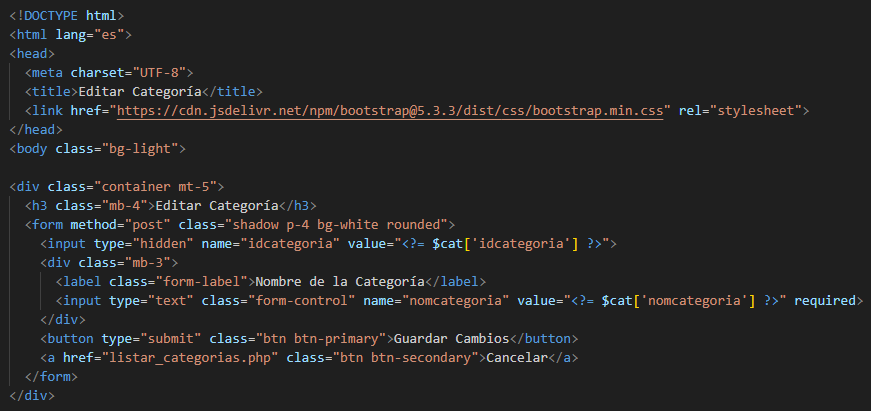 <!DOCTYPE html>
<html lang="es">
<head>
  <meta charset="UTF-8">
  <title>Editar Categoría</title>
  <link href="https://cdn.jsdelivr.net/npm/bootstrap@5.3.3/dist/css/bootstrap.min.css" rel="stylesheet">
</head>
<body class="bg-light">

<div class="container mt-5">
  <h3 class="mb-4">Editar Categoría</h3>
  <form method="post" class="shadow p-4 bg-white rounded">
    <input type="hidden" name="idcategoria" value="<?= $cat['idcategoria'] ?>">
    <div class="mb-3">
      <label class="form-label">Nombre de la Categoría</label>
      <input type="text" class="form-control" name="nomcategoria" value="<?= $cat['nomcategoria'] ?>" required>
    </div>
    <button type="submit" class="btn btn-primary">Guardar Cambios</button>
    <a href="listar_categorias.php" class="btn btn-secondary">Cancelar</a>
  </form>
</div>